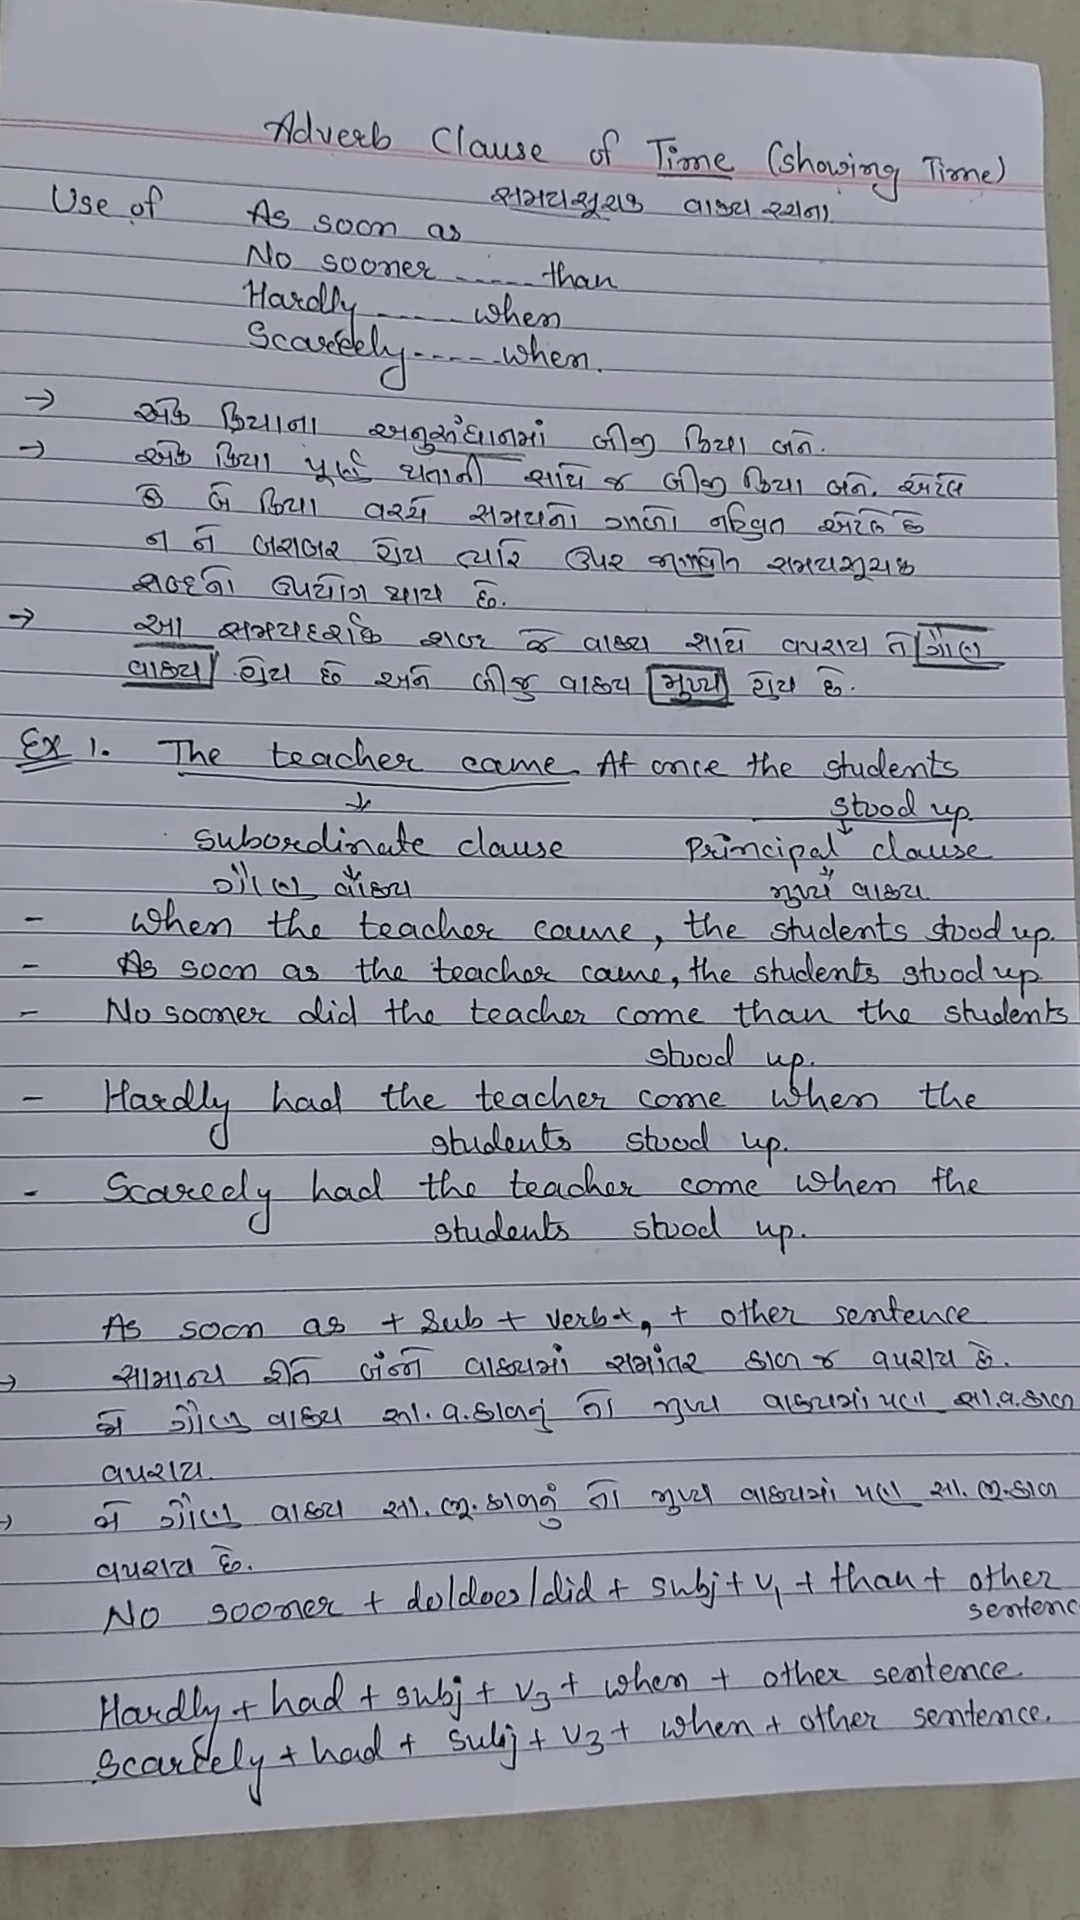 Adverb Clause of Time (showing Time)
સમયસૂચક વાક્ય રચના
Use of As soon as
No sooner ...... than
Hardly ...... when
Scarcely ...... when.
→ એક ક્રિયાના અનુસંધાનમાં બીજી ક્રિયા બને.
→ એક ક્રિયા પૂર્ણ થતાની સાથે જ બીજી ક્રિયા બને. એટલે
કે બે ક્રિયા વચ્ચે સમયનો ગાળો નહિવત એટલે કે
ન ને બરાબર હોય ત્યારે ઉપર મુજબ સમયસૂચક
શબ્દનો ઉપયોગ થાય છે.
→ આ સમયદર્શક શબ્દ જે વાક્ય સાથે વપરાય તે ગૌણ
વાક્ય હોય છે અને બીજુ વાક્ય મુખ્ય હોય છે.
Ex 1. The teacher came. At once the students
stood up.
subordinate clause principal clause
ગૌણ વાક્ય મુખ્ય વાક્ય
- When the teacher came, the students stood up.
- As soon as the teacher came, the students stood up.
- No sooner did the teacher come than the students
stood up.
- Hardly had the teacher come when the
students stood up.
- Scarecly had the teacher come when the
students stood up.
As soon as + Sub + verb+, + other sentence
→ સામાન્ય રીતે બંન્ને વાક્યમાં સમાંતર કાળ જ વપરાય છે.
જો ગૌણ વાક્ય સા. વ. કાળનું તો મુખ્ય વાક્યમાં પણ સા.વ.કાળ
વપરાય.
→ જો ગૌણ વાક્ય સા. ભૂ. કાળનું તો મુખ્ય વાક્યમાં પણ સા. ભૂ. કાળ
વપરાય છે.
No sooner + do/does/did + subj + v1 + than + other
sentenc
Hardly + had + subj + v3 + when + other sentence.
Scarcely + had + subj + v3 + when + other sentence.